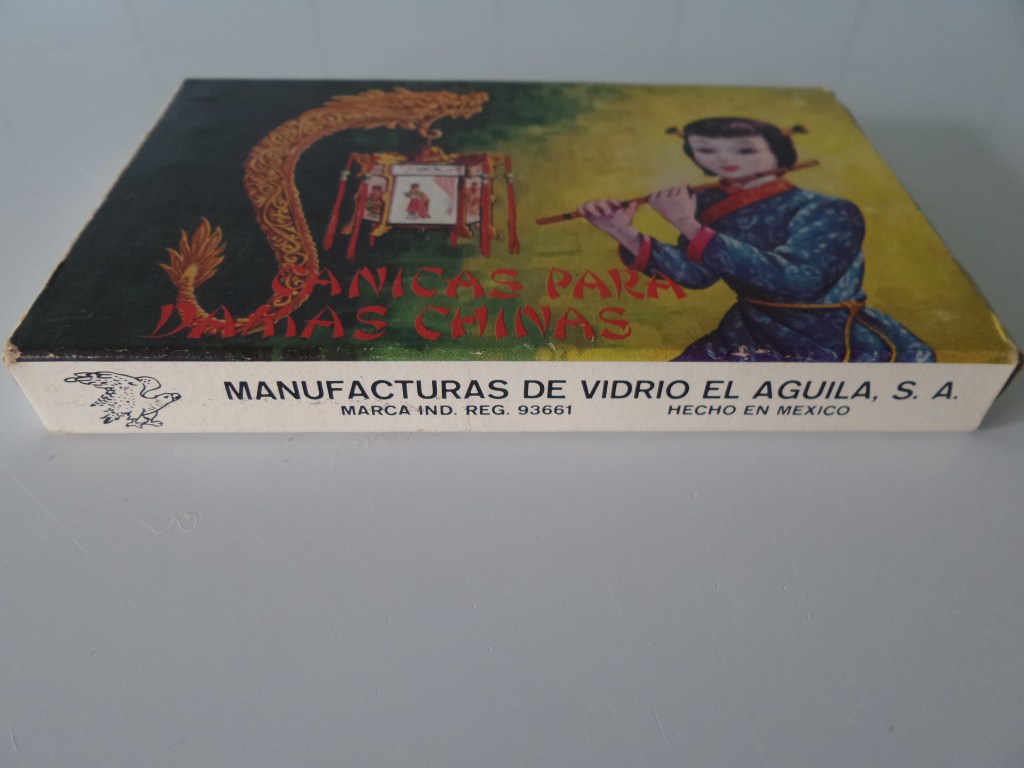 CANICAS PARA
DAMAS CHINAS
MANUFACTURAS DE VIDRIO EL AGUILA, S. A.
MARCA IND. REG. 93661 HECHO EN MEXICO